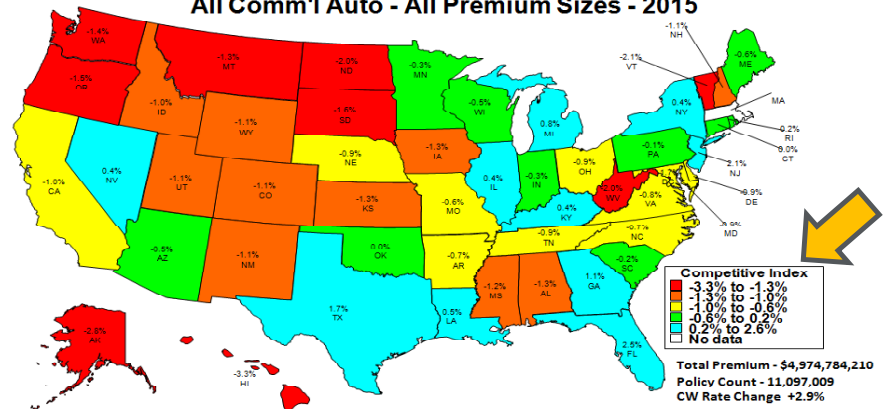 All Comm'l Auto - All Premium Sizes - 2015
-1.4%
WA
-1.3%
MT
-2.0%
ND
-0.3%
MN
-1.1%
NH
-2.1%
VT
-0.6%
ME
-1.5%
-1.0%
ID
-1.1%
WY
SD
-0.5%
WI
0.8%
MI
0.4%
NY
MA
0.2%
RI
0.0%
CT
-1.0%
CA
0.4%
NV
-1.1%
UT
-1.1%
CO
-0.9%
NE
-1.3%
IA
0.4%
IL
-0.3%
IN
-0.9%
OH
-0.1%
PA
2.1%
NJ
DE
MD
-1.3%
KS
-0.6%
MO
0.4%
KY
-2.0%
WV
-0.8%
VA
-0.5%
AZ
-1.1%
NM
0.0%
OK
-0.7%
AR
-0.9%
TN
-0.7%
NC
-0.2%
SC
1.7%
TX
0.5%
LA
-1.2%
MS
-1.3%
AL
1.1%
GA
2.5%
FL
-2.8%
AK
-3.3%
HI
Competitive Index
-3.3% to -1.3%
-1.3% to -1.0%
-1.0% to -0.6%
-0.6% to 0.2%
0.2% to 2.6%
No data
Total Premium - $4,974,784,210
Policy Count - 11,097,009
CW Rate Change +2.9%